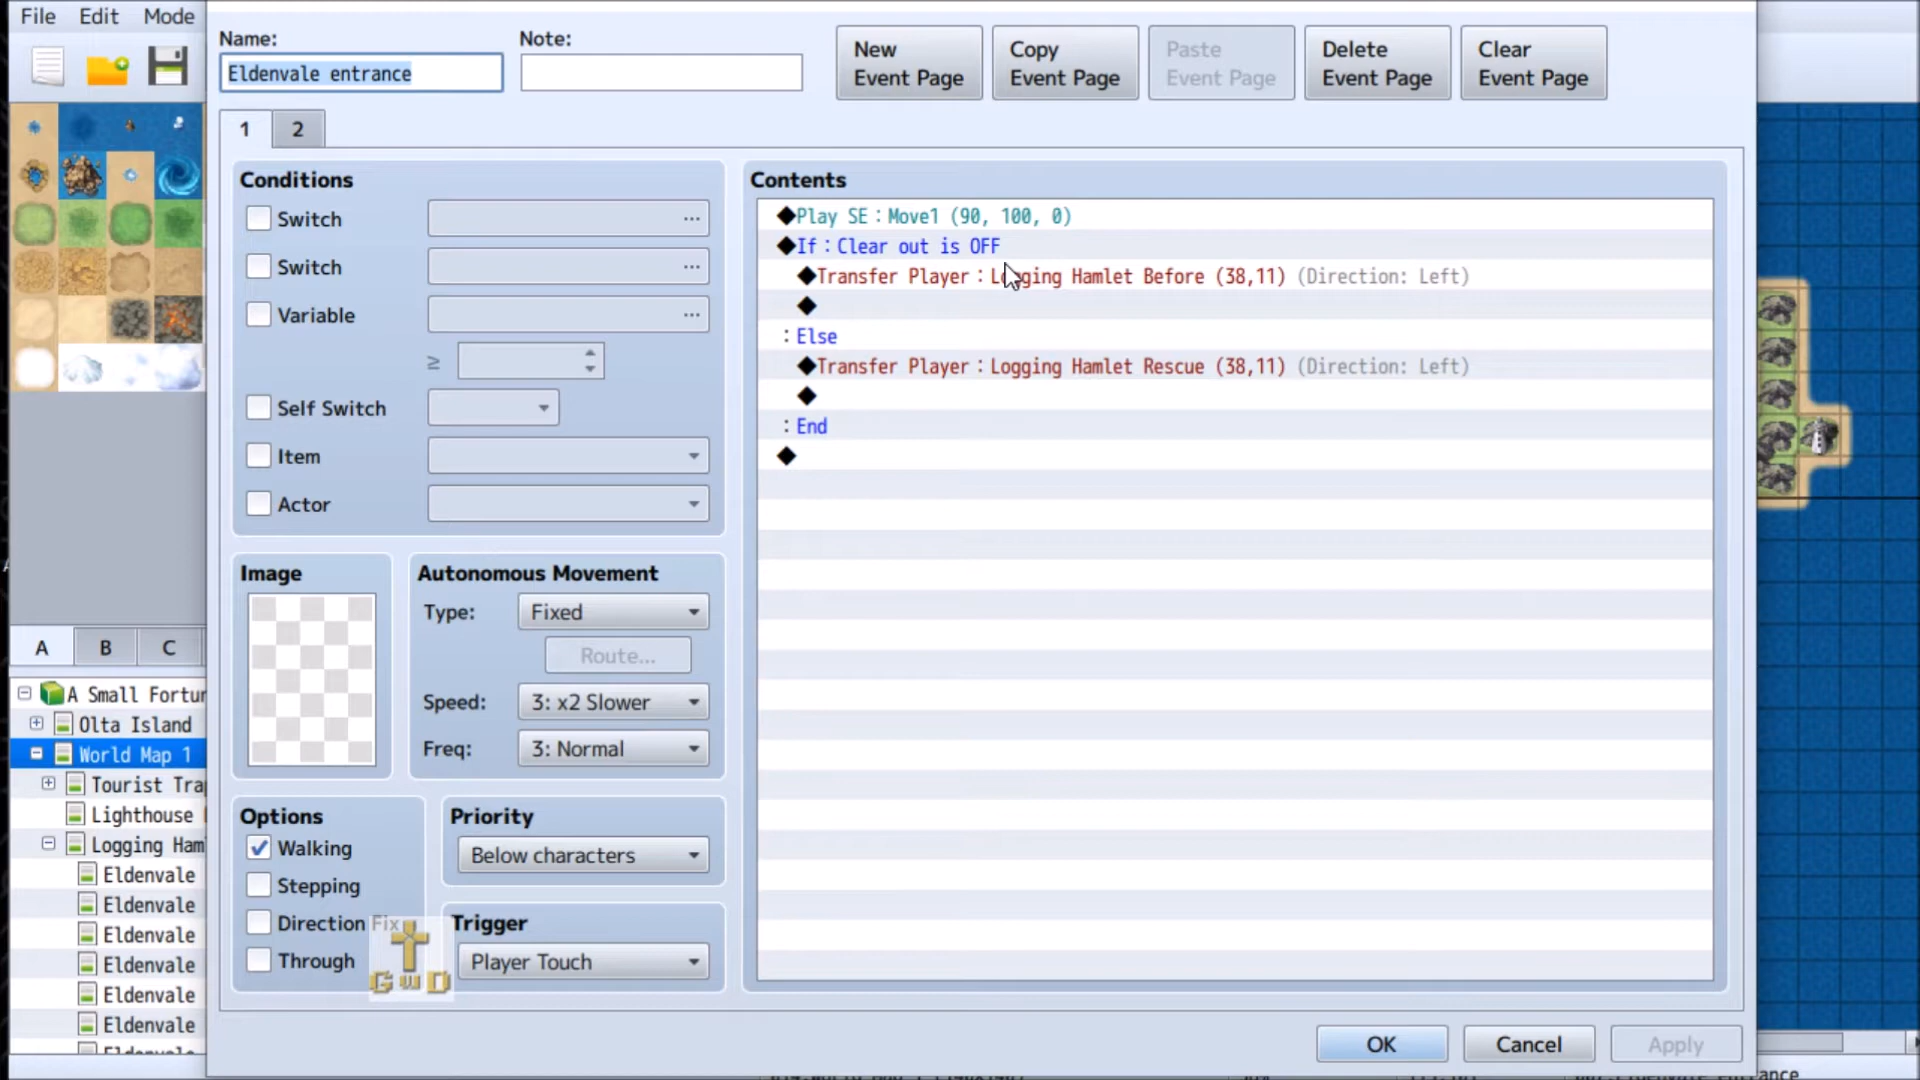 File Edit Mode
Name:
Note:
Eldenvale entrance
New
Event Page
Copy
Event Page
Paste
Event Page
Delete
Event Page
Clear
Event Page
1
2
Conditions
Switch ...
Switch ...
Variable ...
≥
Self Switch
Item
Actor
Contents
◆Play SE：Move1 (90, 100, 0)
◆If：Clear out is OFF
◆Transfer Player：Logging Hamlet Before (38,11) (Direction: Left)
◆
：Else
◆Transfer Player：Logging Hamlet Rescue (38,11) (Direction: Left)
◆
：End
◆
Image
Autonomous Movement
Type: Fixed
Route...
Speed: 3: x2 Slower
Freq: 3: Normal
Options
Walking
Stepping
Direction Fix
Through
Priority
Below characters
Trigger
Player Touch
GWD
A B C
A Small Fortun
Olta Island
World Map 1
Tourist Trap
Lighthouse
Logging Ham
Eldenvale
Eldenvale
Eldenvale
Eldenvale
Eldenvale
Eldenvale
OK Cancel Apply